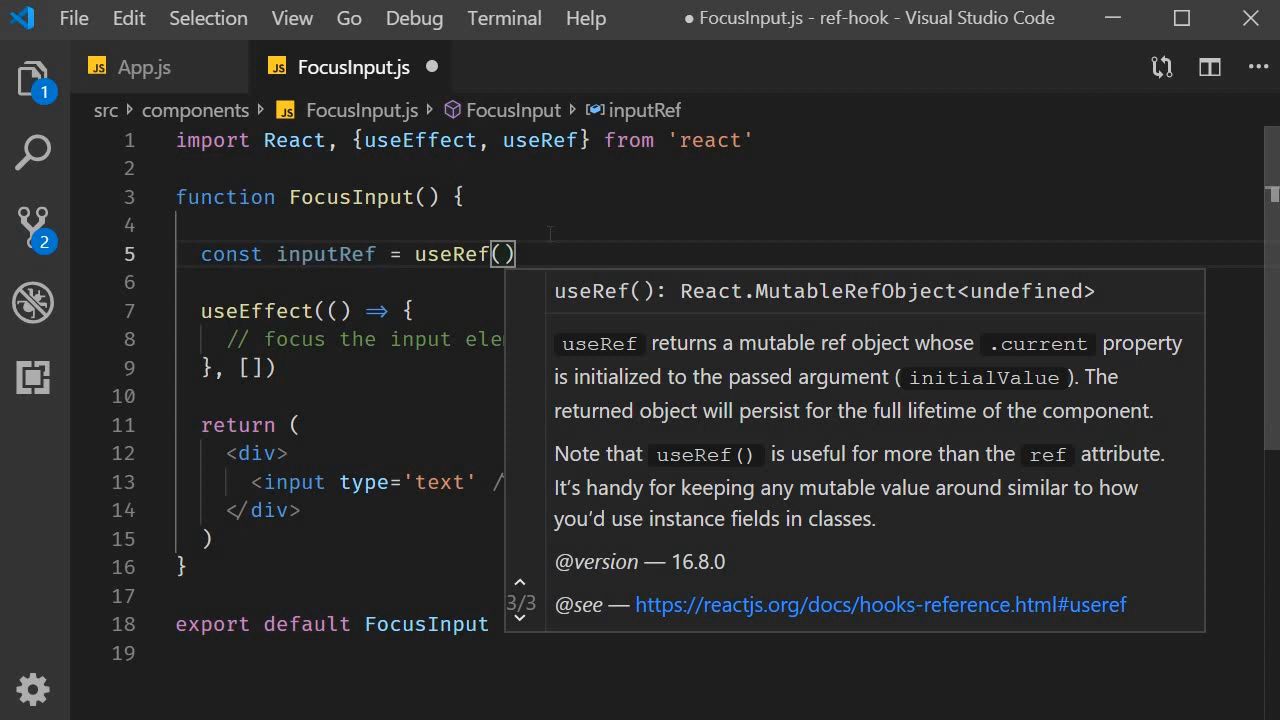 File Edit Selection View Go Debug Terminal Help ● FocusInput.js - ref-hook - Visual Studio Code
JS App.js JS FocusInput.js ●
src components JS FocusInput.js FocusInput inputRef
1
2
1 import React, {useEffect, useRef} from 'react'
2
3 function FocusInput() {
4
5 const inputRef = useRef()
6
7 useEffect(() => {
8 // focus the input ele
9 }, [])
10
11 return (
12 <div>
13 <input type='text' /
14 </div>
15 )
16 }
17
18 export default FocusInput
19
useRef(): React.MutableRefObject<undefined>
useRef returns a mutable ref object whose .current property
is initialized to the passed argument (initialValue). The
returned object will persist for the full lifetime of the component.
Note that useRef() is useful for more than the ref attribute.
It's handy for keeping any mutable value around similar to how
you'd use instance fields in classes.
@version — 16.8.0
3/3
@see — https://reactjs.org/docs/hooks-reference.html#useref